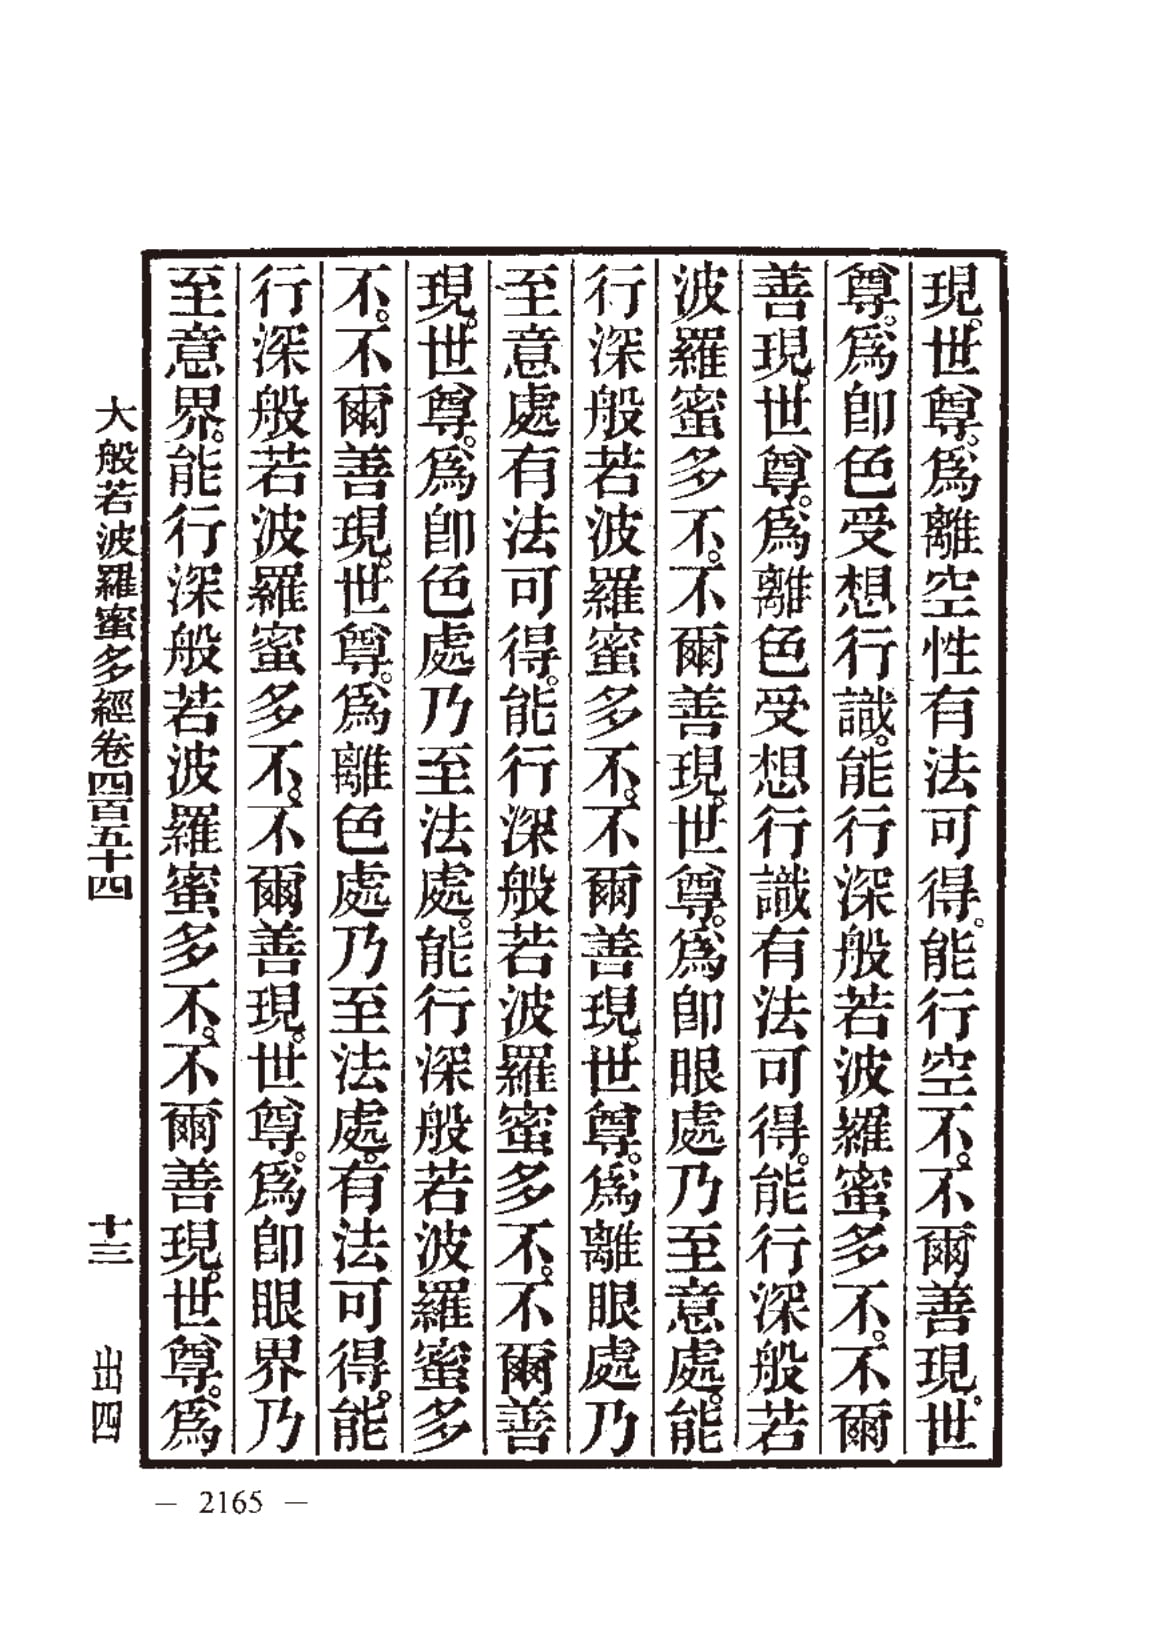 現。世尊。爲離空性有法可得。能行空不。不爾善現。世
尊。爲卽色受想行識。能行深般若波羅蜜多不。不爾
善現。世尊。爲離色受想行識有法可得。能行深般若
波羅蜜多不。不爾善現。世尊。爲卽眼處乃至意處。能
行深般若波羅蜜多不。不爾善現。世尊。爲離眼處乃
至意處有法可得。能行深般若波羅蜜多不。不爾善
現。世尊。爲卽色處乃至法處。能行深般若波羅蜜多
不。不爾善現。世尊。爲離色處乃至法處。有法可得。能
行深般若波羅蜜多不。不爾善現。世尊。爲卽眼界乃
至意界。能行深般若波羅蜜多不。不爾善現。世尊。爲
大般若波羅蜜多經卷四百五十四 十三 出四
— 2165 —